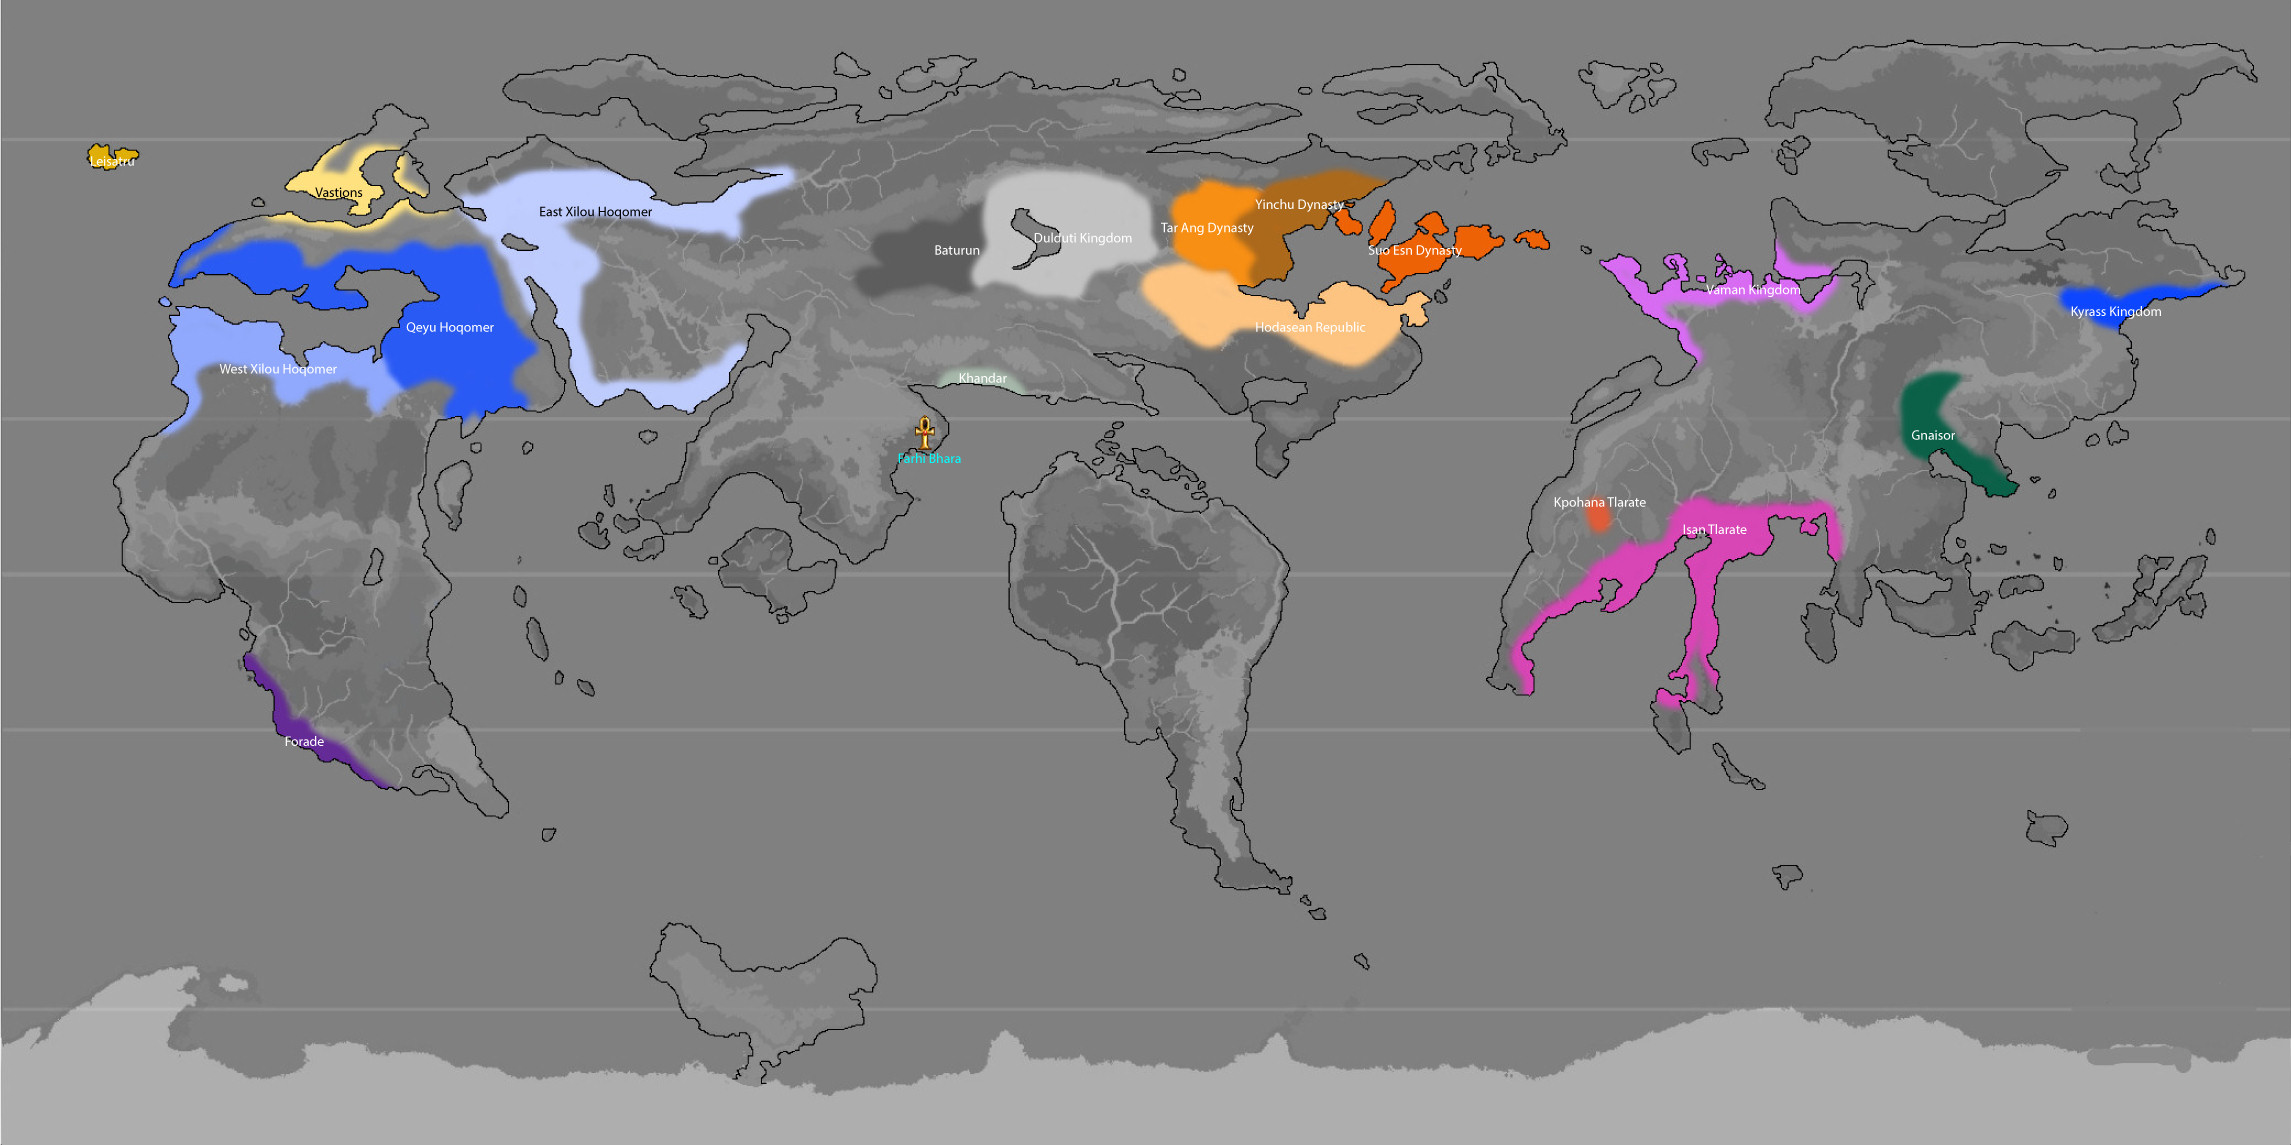 Leisatru
Vastions
East Xilou Hoqomer
Yinchu Dynasty
Tar Ang Dynasty
Dulduti Kingdom
Baturun
Suo Esn Dynasty
Vaman Kingdom
Kyrass Kingdom
Qeyu Hoqomer
Hodasean Republic
West Xilou Hoqomer
Khandar
Gnaisor
Farhi Bhara
Kpohana Tlarate
Isan Tlarate
Forade